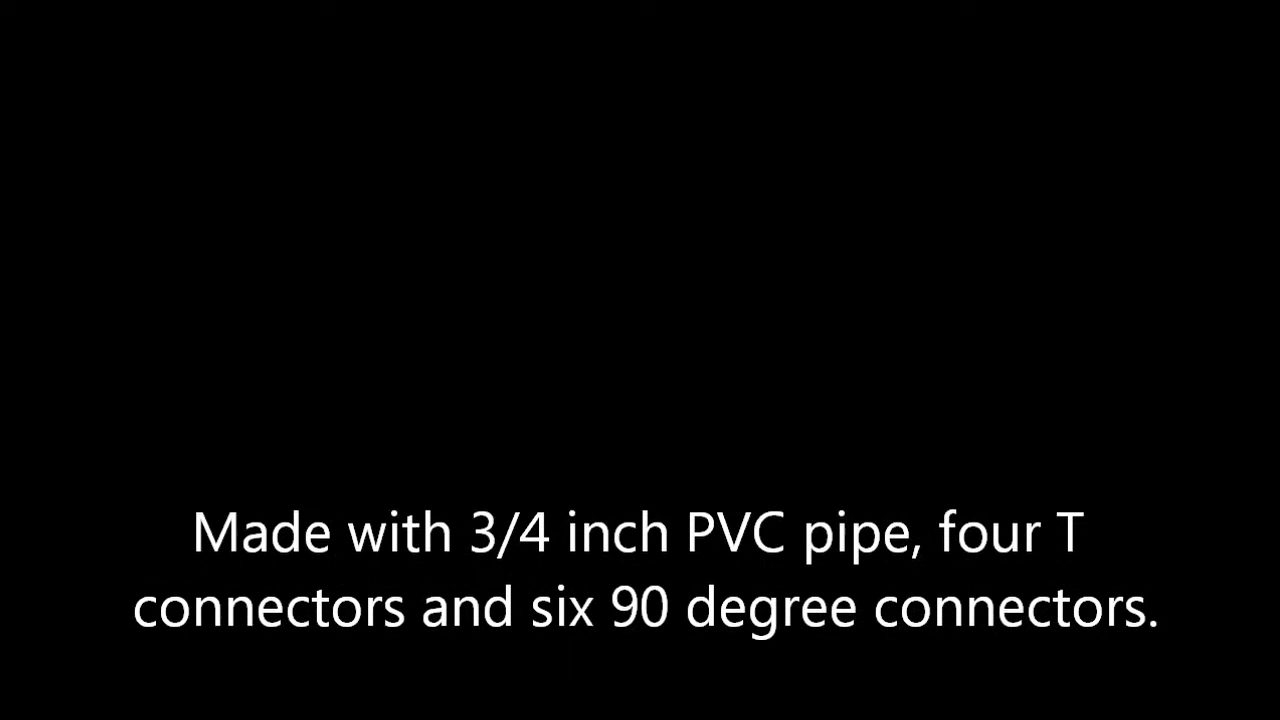 Made with 3/4 inch PVC pipe, four T
connectors and six 90 degree connectors.